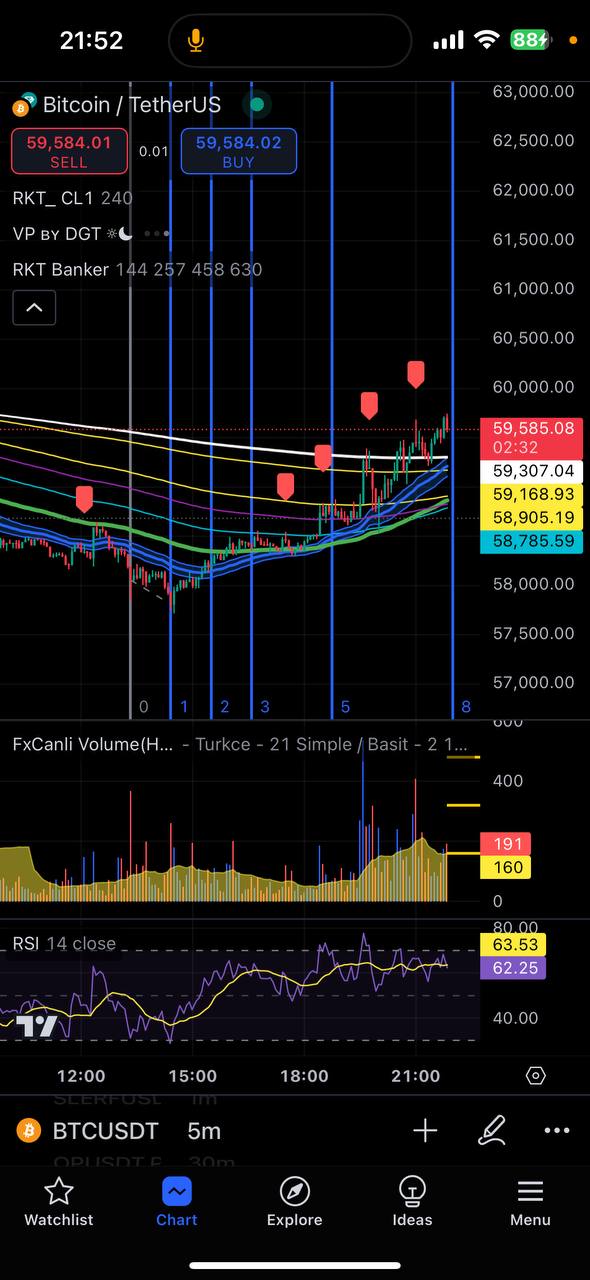 21:52
88
Bitcoin / TetherUS
63,000.00
59,584.01
SELL
0.01
59,584.02
BUY
62,500.00
RKT_ CL1 240
62,000.00
VP BY DGT
61,500.00
RKT Banker 144 257 458 630
61,000.00
60,500.00
60,000.00
59,585.08
02:32
59,307.04
59,168.93
58,905.19
58,785.59
58,000.00
57,500.00
57,000.00
0 1 2 3 5 8
600
FxCanli Volume(H... - Turkce - 21 Simple / Basit - 2 1...
400
191
160
0
80.00
RSI 14 close
63.53
62.25
40.00
12:00 15:00 18:00 21:00
SLERFUSD 1m
BTCUSDT 5m
OPUSDT.P 30m
Watchlist Chart Explore Ideas Menu